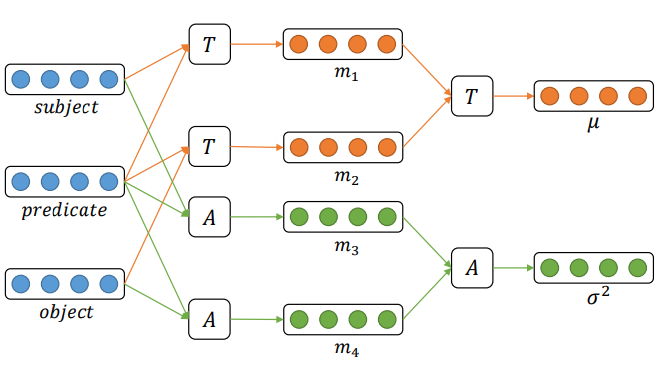 T
m₁
subject
T
μ
T
m₂
predicate
A
m₃
A
σ²
object
A
m₄